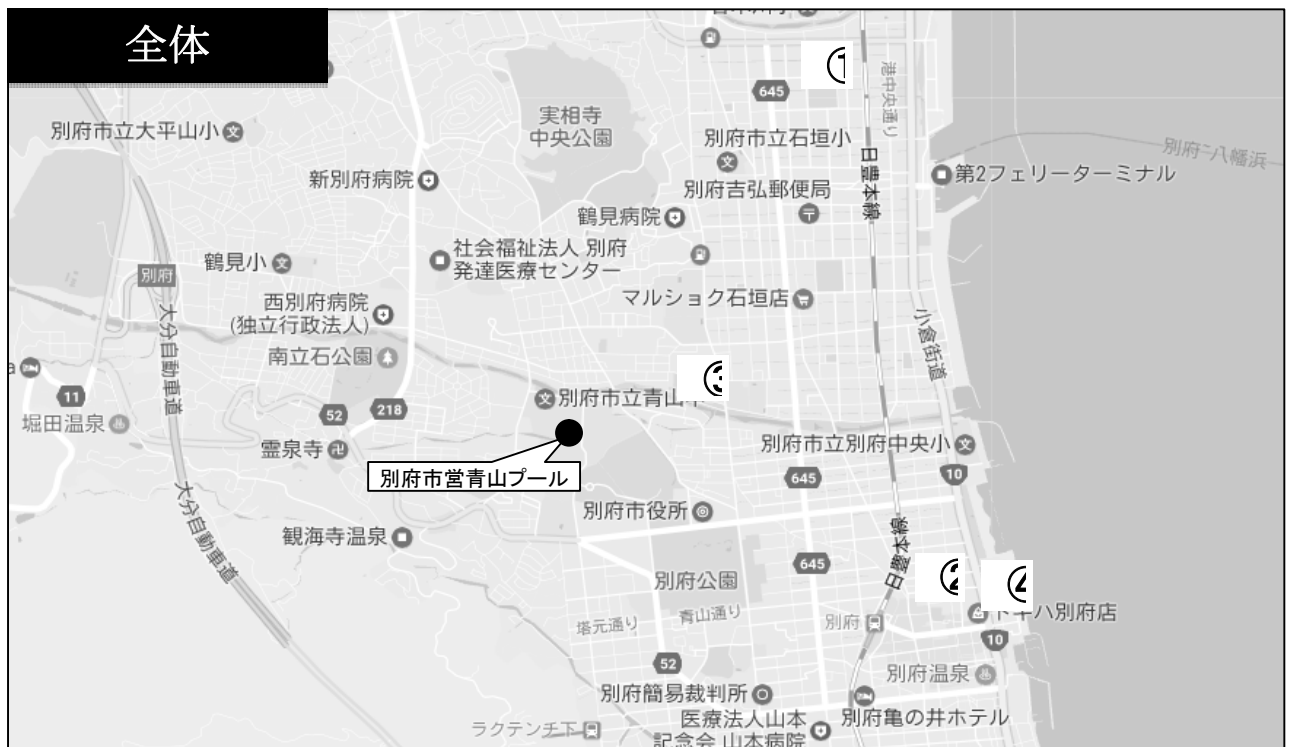 全体
①
645
港中央通り
別府市立大平山小
実相寺
中央公園
別府市立石垣小
日豊本線
別府-八幡浜
第2フェリーターミナル
新別府病院
別府吉弘郵便局
鶴見病院
社会福祉法人 別府
発達医療センター
鶴見小
別府
マルショク石垣店
西別府病院
(独立行政法人)
大分自動車道
小倉街道
南立石公園
③
11
別府市立青山
218
52
堀田温泉
霊泉寺
別府市立別府中央小
別府市営青山プール
645
10
大分自動車道
別府市役所
観海寺温泉
日豊本線
645
②
④
別府公園
青山通り
塔元通り
別府
トキハ別府店
10
52
別府温泉
別府簡易裁判所
別府亀の井ホテル
医療法人山本
記念会 山本病院
ラクテンチ下